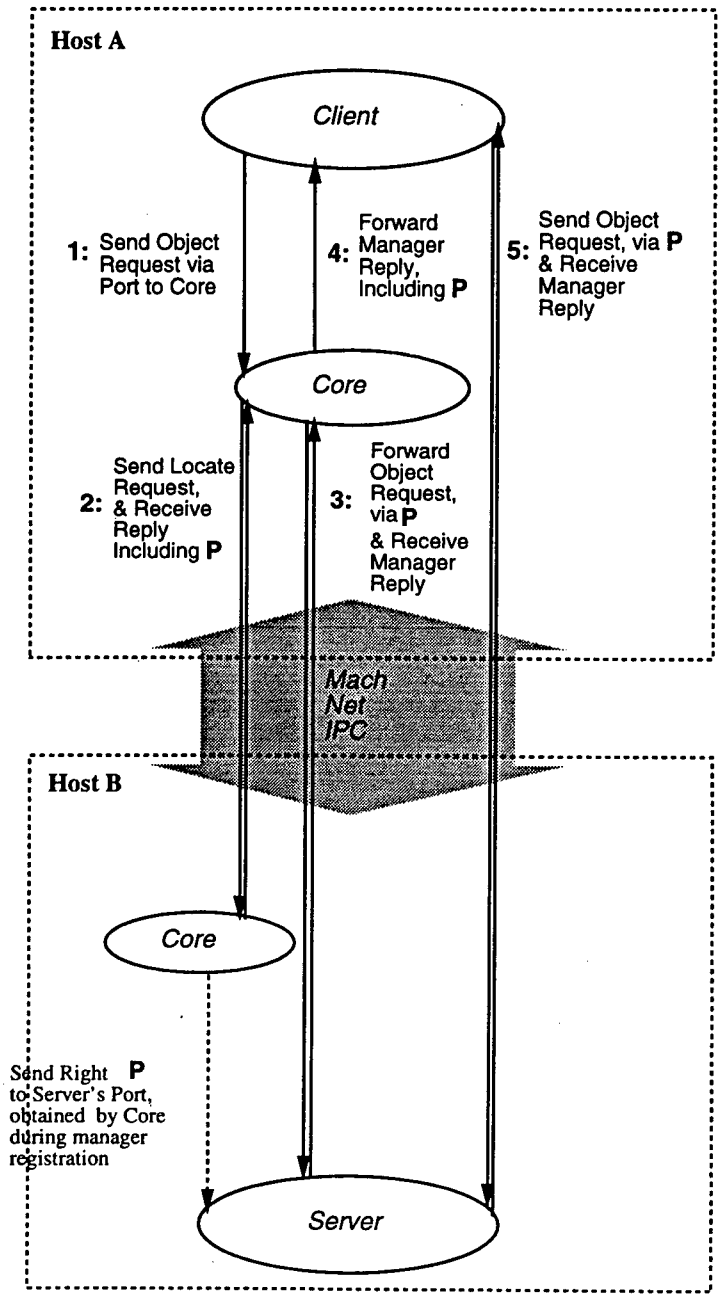 Host A
Client
1: Send Object
Request via
Port to Core
4: Forward
Manager
Reply,
Including P
5: Send Object
Request, via P
& Receive
Manager
Reply
Core
2: Send Locate
Request,
& Receive
Reply
Including P
3: Forward
Object
Request,
via P
& Receive
Manager
Reply
Mach
Net
IPC
Host B
Core
Send Right P
to Server's Port,
obtained by Core
during manager
registration
Server